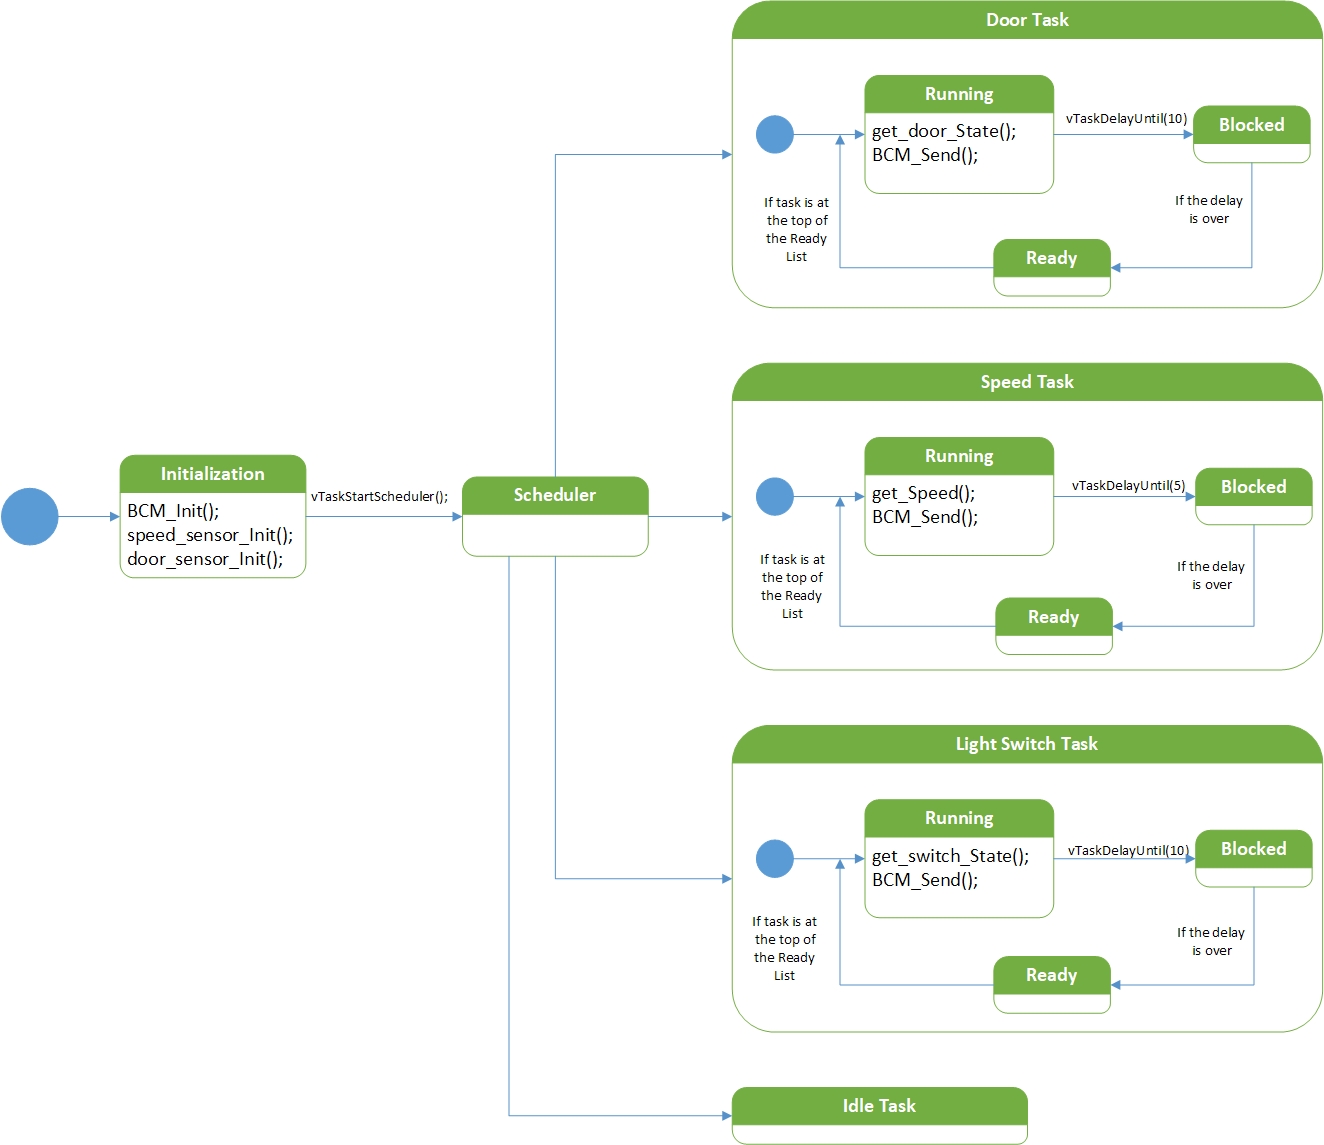 Door Task
Running
get_door_State();
BCM_Send();
vTaskDelayUntil(10)
Blocked
If task is at
the top of
the Ready
List
If the delay
is over
Ready
Speed Task
Running
get_Speed();
BCM_Send();
vTaskDelayUntil(5)
Blocked
If task is at
the top of
the Ready
List
If the delay
is over
Ready
Initialization
BCM_Init();
speed_sensor_Init();
door_sensor_Init();
vTaskStartScheduler();
Scheduler
Light Switch Task
Running
get_switch_State();
BCM_Send();
vTaskDelayUntil(10)
Blocked
If task is at
the top of
the Ready
List
If the delay
is over
Ready
Idle Task